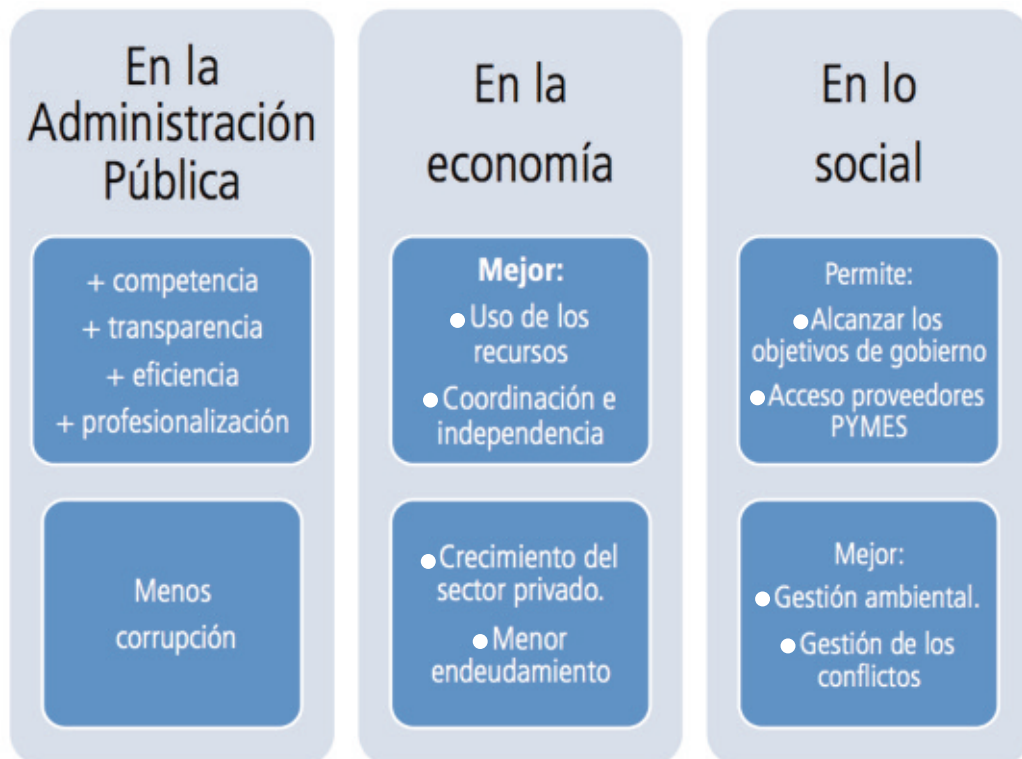 En la
Administración
Pública
+ competencia
+ transparencia
+ eficiencia
+ profesionalización
Menos
corrupción
En la
economía
Mejor:
● Uso de los
recursos
● Coordinación e
independencia
● Crecimiento del
sector privado.
● Menor
endeudamiento
En lo
social
Permite:
● Alcanzar los
objetivos de gobierno
● Acceso proveedores
PYMES
Mejor:
● Gestión ambiental.
● Gestión de los
conflictos